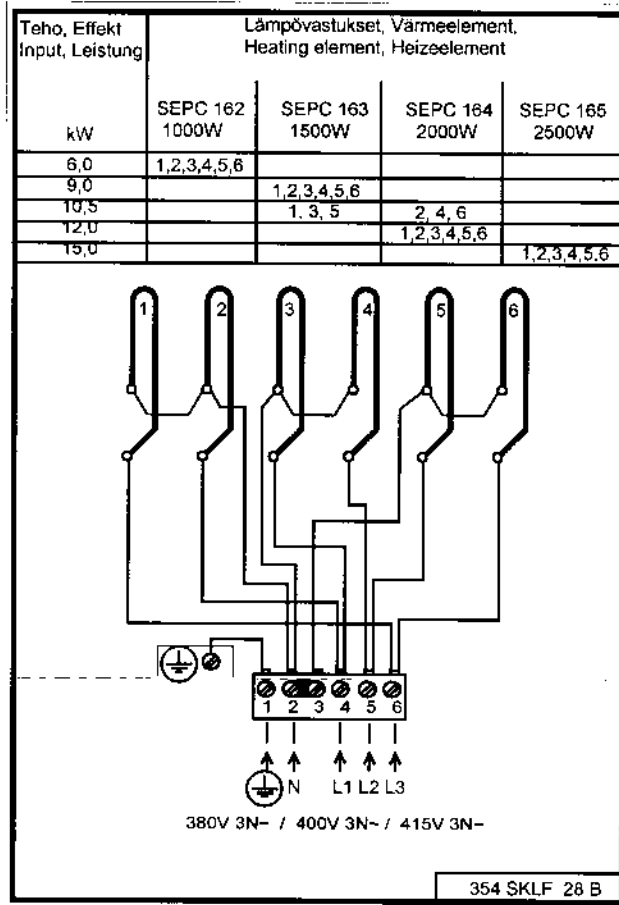 Teho, Effekt
Input, Leistung
Lämpövastukset, Värmeelement,
Heating element, Heizeelement
kW
SEPC 162 SEPC 163 SEPC 164 SEPC 165
1000W 1500W 2000W 2500W
6,0 1,2,3,4,5,6
9,0 1,2,3,4,5,6
10,5 1, 3, 5 2, 4, 6
12,0 1,2,3,4,5,6
15,0 1,2,3,4,5,6
1 2 3 4 5 6
1 2 3 4 5 6
N L1 L2 L3
380V 3N~ / 400V 3N~ / 415V 3N~
354 SKLF 28 B